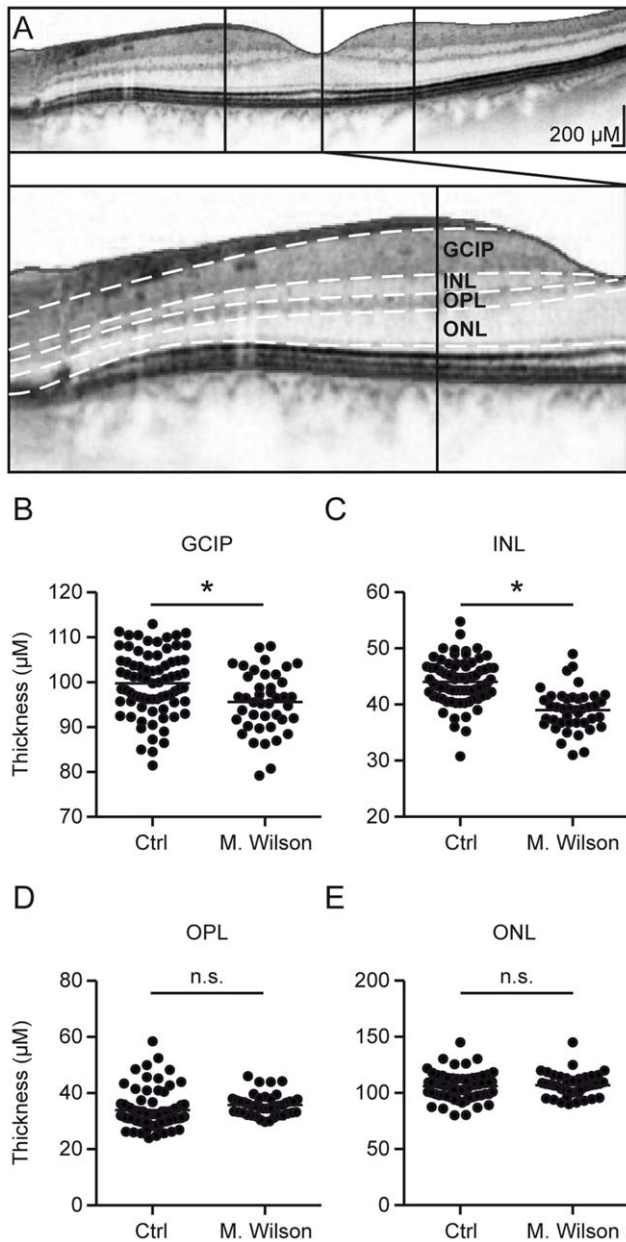 A
200 µM
GCIP
INL
OPL
ONL
B
GCIP
*
Thickness (µM)
120
110
100
90
80
70
Ctrl
M. Wilson
C
INL
*
60
50
40
30
20
Ctrl
M. Wilson
D
OPL
n.s.
Thickness (µM)
80
60
40
20
0
Ctrl
M. Wilson
E
ONL
n.s.
200
150
100
50
0
Ctrl
M. Wilson